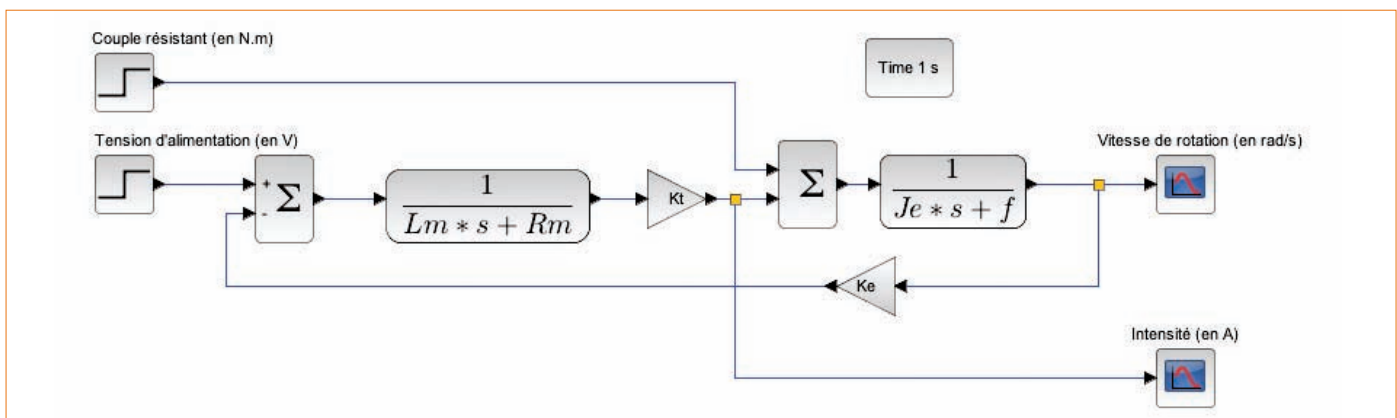 Couple résistant (en N.m)
Time 1 s
Tension d'alimentation (en V)
Vitesse de rotation (en rad/s)
+
-
Σ
1
Lm * s + Rm
Kt
Σ
1
Je * s + f
Ke
Intensité (en A)